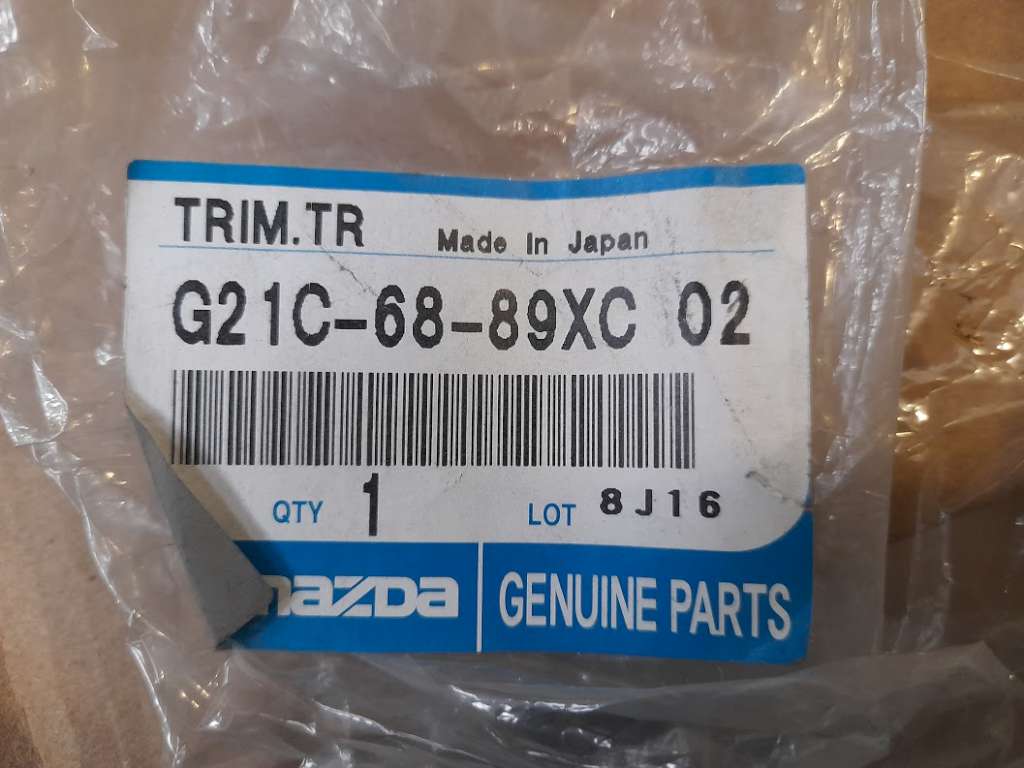 TRIM.TR Made In Japan
G21C-68-89XC 02
QTY 1 LOT 8J16
mazda GENUINE PARTS